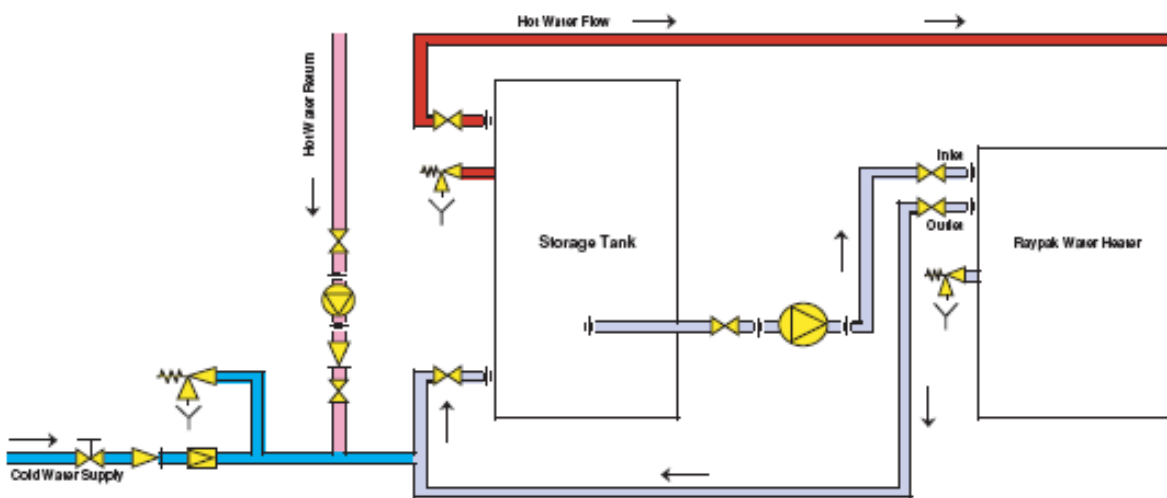 Hot Water Flow
Hot Water Return
Inlet
Outlet
Storage Tank
Raypak Water Heater
Cold Water Supply